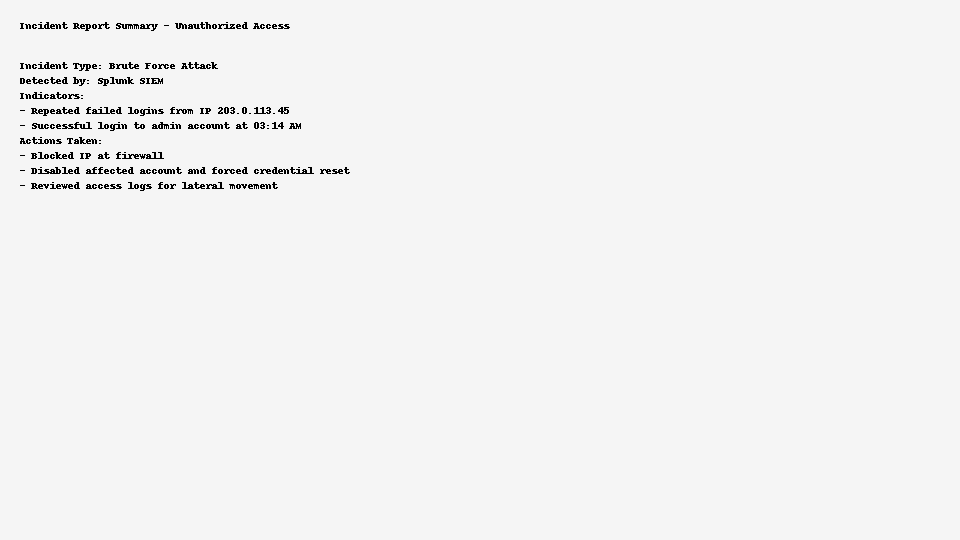 Incident Report Summary - Unauthorized Access
Incident Type: Brute Force Attack
Detected by: Splunk SIEM
Indicators:
- Repeated failed logins from IP 203.0.113.45
- Successful login to admin account at 03:14 AM
Actions Taken:
- Blocked IP at firewall
- Disabled affected account and forced credential reset
- Reviewed access logs for lateral movement